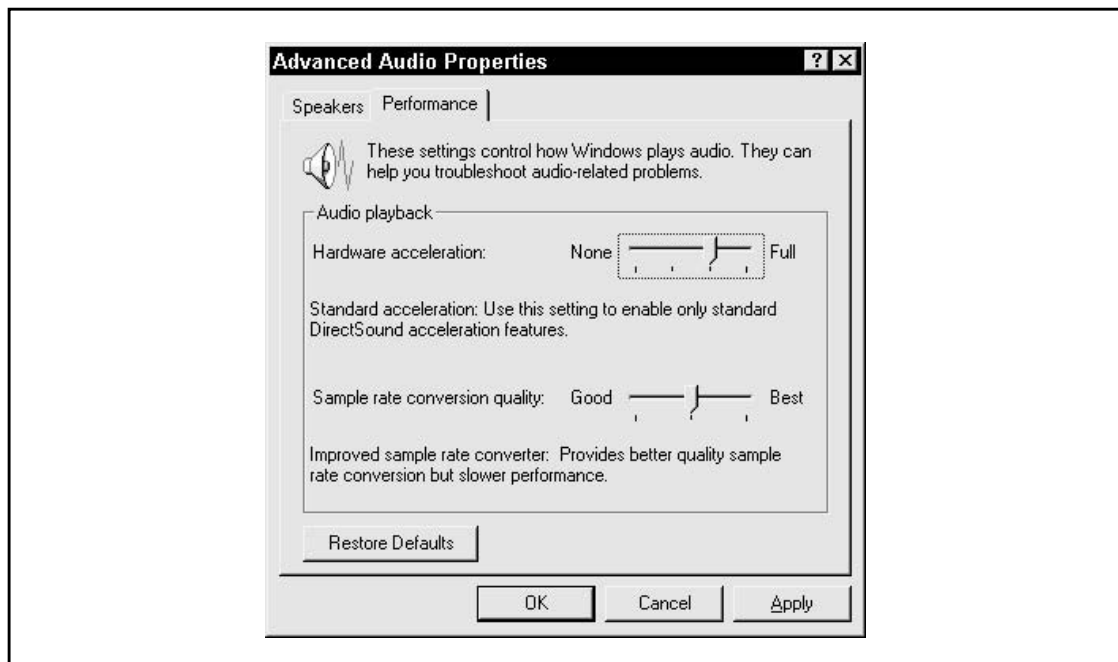 Advanced Audio Properties
Speakers Performance
These settings control how Windows plays audio. They can
help you troubleshoot audio-related problems.
Audio playback
Hardware acceleration: None Full
Standard acceleration: Use this setting to enable only standard
DirectSound acceleration features.
Sample rate conversion quality: Good Best
Improved sample rate converter: Provides better quality sample
rate conversion but slower performance.
Restore Defaults
OK Cancel Apply